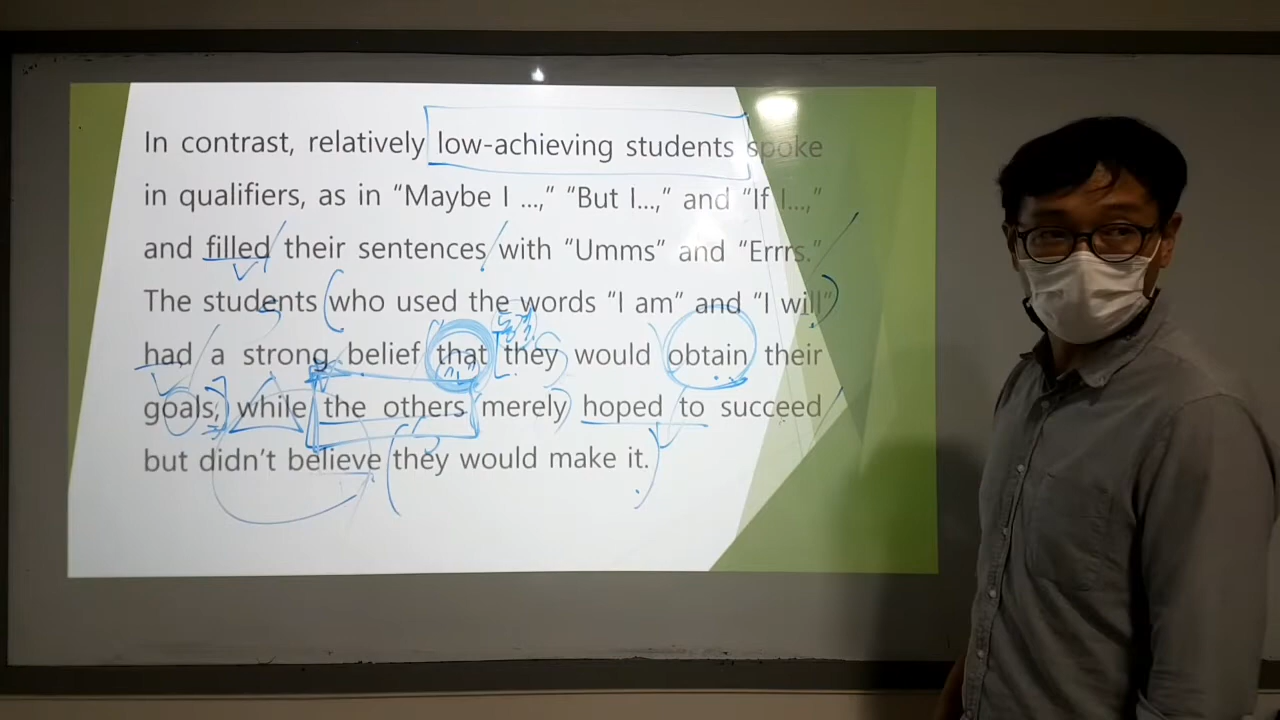 In contrast, relatively low-achieving students spoke
in qualifiers, as in “Maybe I ...,” “But I...,” and “If I...,”
and filled their sentences with “Umms” and “Errrs.”
The students who used the words “I am” and “I will”
had a strong belief that they would obtain their
goals, while the others merely hoped to succeed
but didn’t believe they would make it.